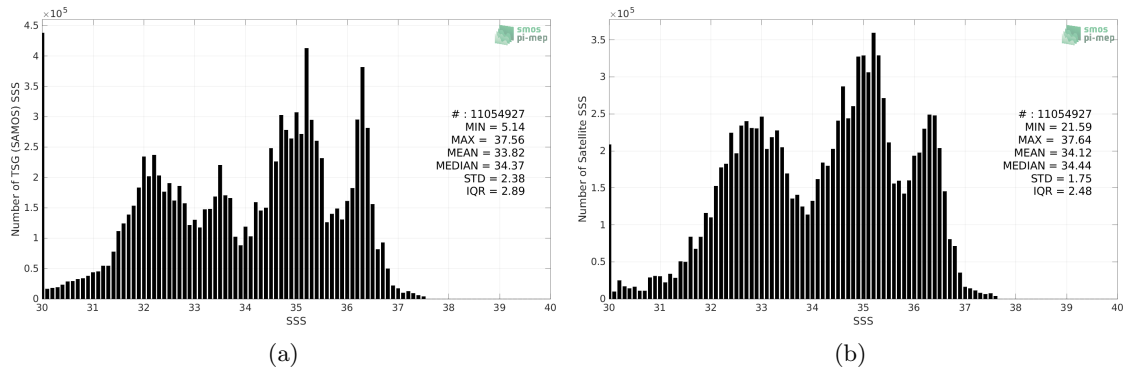 ×10⁵
4.5
4
3.5
3
2.5
2
1.5
1
0.5
0
Number of TSG (SAMOS) SSS
smos
pi-mep
# : 11054927
MIN = 5.14
MAX = 37.56
MEAN = 33.82
MEDIAN = 34.37
STD = 2.38
IQR = 2.89
30 31 32 33 34 35 36 37 38 39 40
SSS
(a)
×10⁵
3.5
3
2.5
2
1.5
1
0.5
0
Number of Satellite SSS
smos
pi-mep
# : 11054927
MIN = 21.59
MAX = 37.64
MEAN = 34.12
MEDIAN = 34.44
STD = 1.75
IQR = 2.48
30 31 32 33 34 35 36 37 38 39 40
SSS
(b)